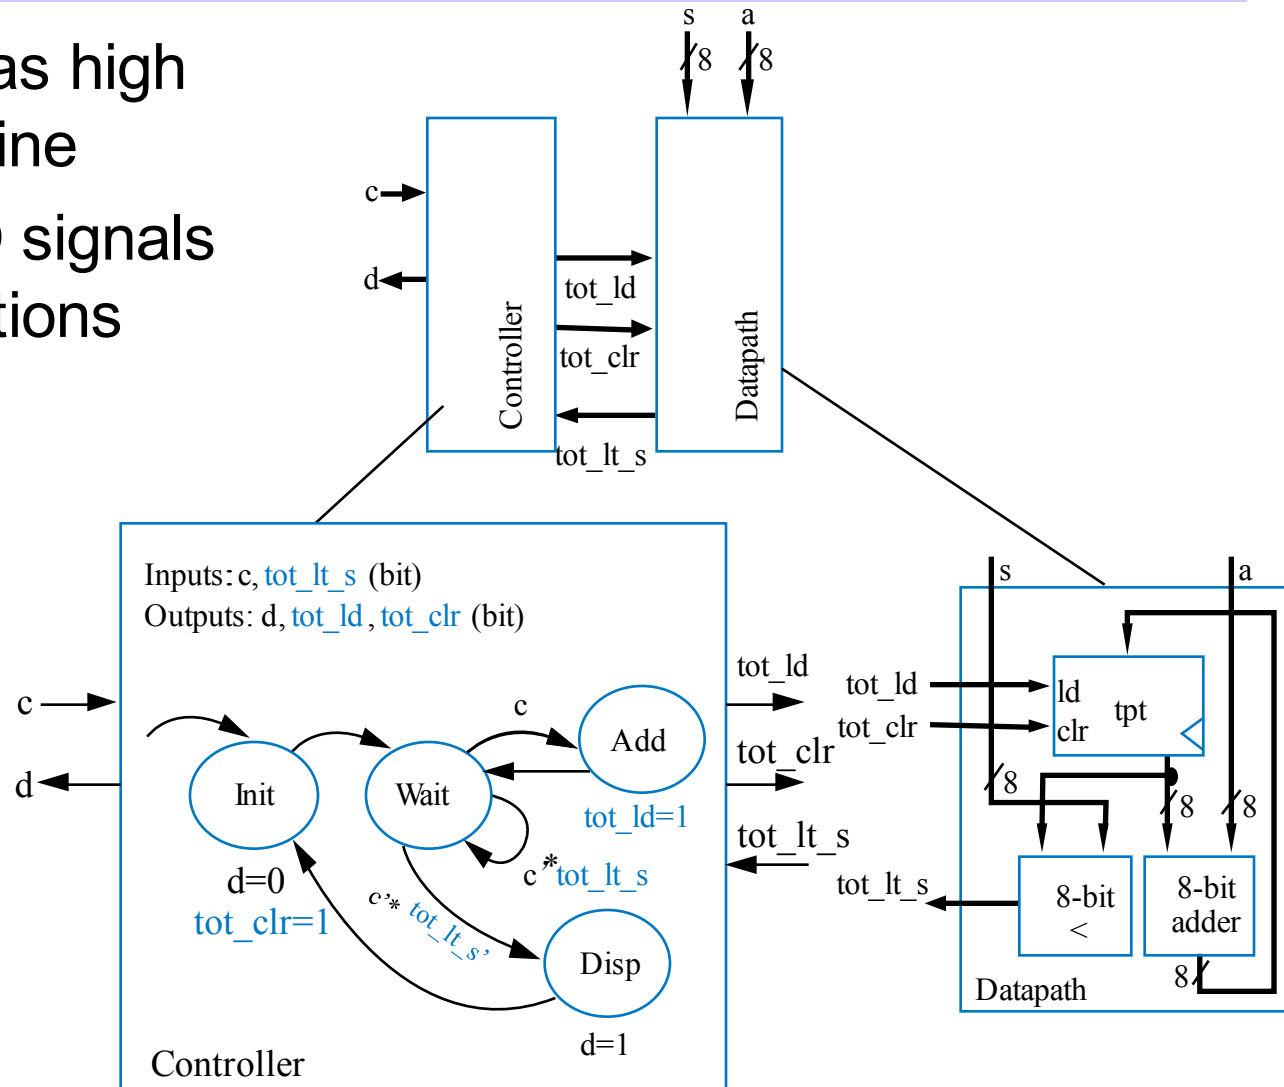 as high
ine
signals
tions
s a
8 8
c
d
tot_ld
tot_clr
tot_lt_s
Controller
Datapath
Inputs: c, tot_lt_s (bit)
Outputs: d, tot_ld, tot_clr (bit)
c
d
Init
d=0
tot_clr=1
Wait
c
Add
tot_ld=1
c'*tot_lt_s
c'* tot_lt_s'
Disp
d=1
Controller
tot_ld
tot_clr
tot_lt_s
s a
tot_ld
tot_clr
ld
clr
tpt
8 8 8
tot_lt_s
8-bit
<
8-bit
adder
8
Datapath